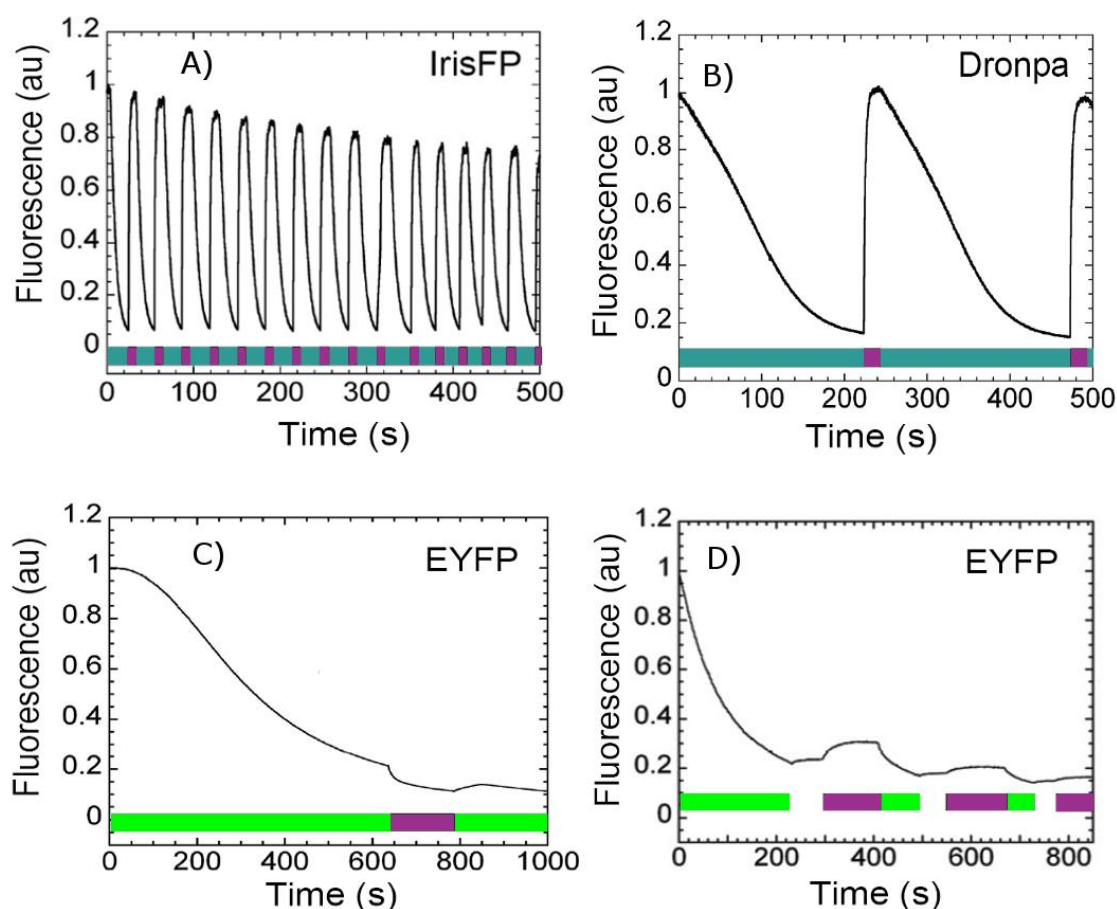 A)
IrisFP
Fluorescence (au)
1.2
1
0.8
0.6
0.4
0.2
0
0 100 200 300 400 500
Time (s)
B)
Dronpa
Fluorescence (au)
1.2
1
0.8
0.6
0.4
0.2
0
0 100 200 300 400 500
Time (s)
C)
EYFP
Fluorescence (au)
1.2
1
0.8
0.6
0.4
0.2
0
0 200 400 600 800 1000
Time (s)
D)
EYFP
Fluorescence (au)
1.2
1
0.8
0.6
0.4
0.2
0
0 200 400 600 800
Time (s)